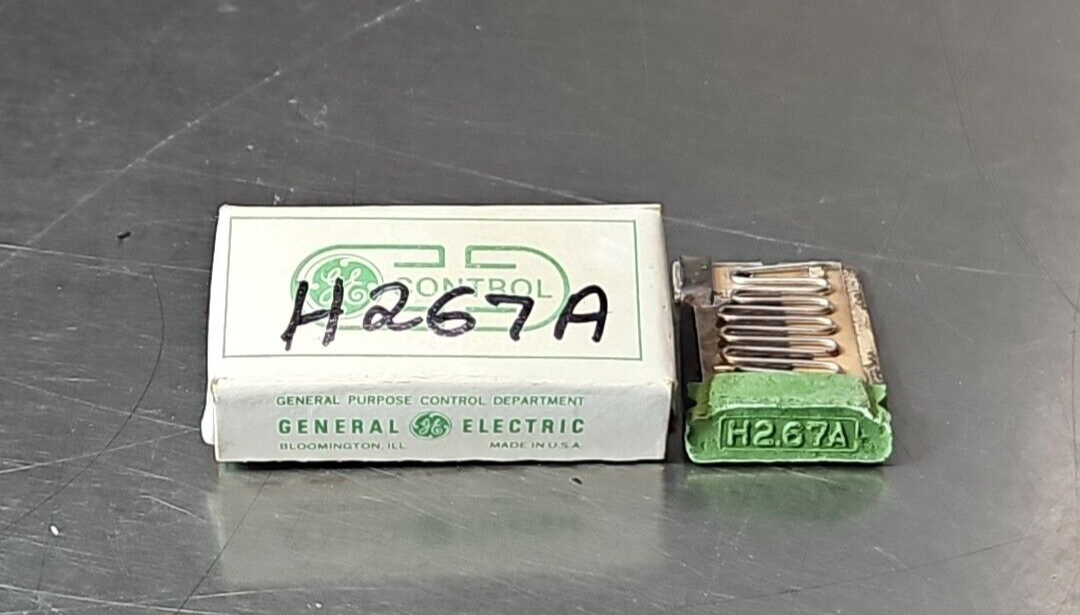 GE CONTROL
H267A
GENERAL PURPOSE CONTROL DEPARTMENT
GENERAL GE ELECTRIC
BLOOMINGTON, ILL. MADE IN U.S.A.
H2.67A